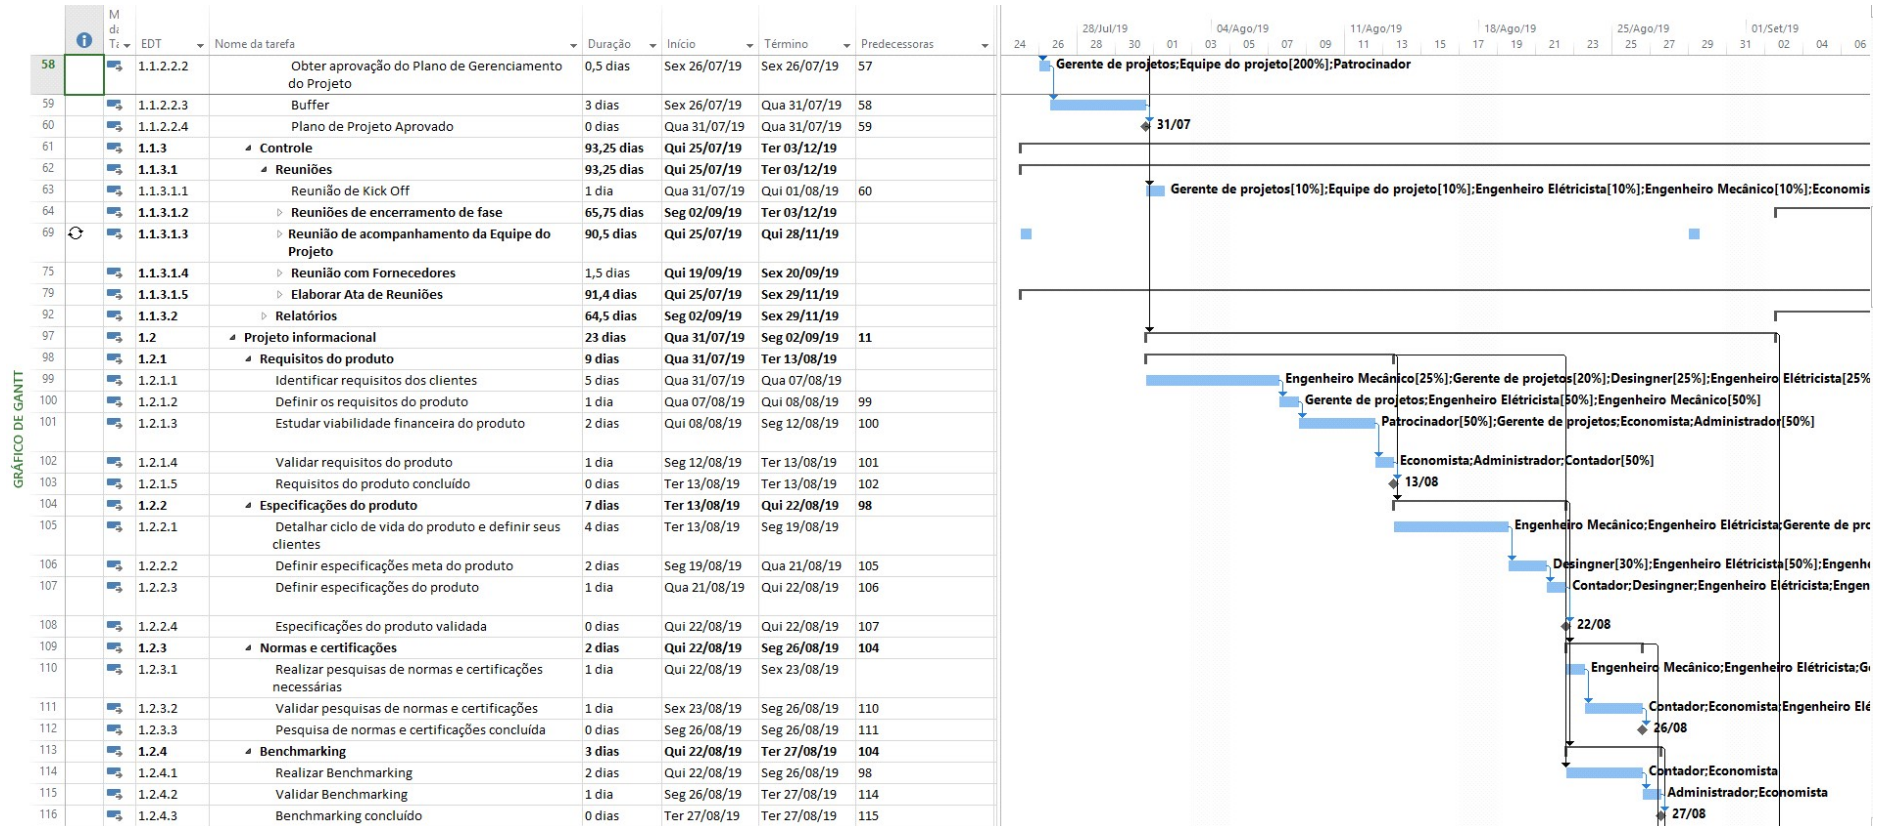 M
da
Ta EDT Nome da tarefa Duração Início Término Predecessoras
28/Jul/19 04/Ago/19 11/Ago/19 18/Ago/19 25/Ago/19 01/Set/19
24 26 28 30 01 03 05 07 09 11 13 15 17 19 21 23 25 27 29 31 02 04 06
58 1.1.2.2.2 Obter aprovação do Plano de Gerenciamento 0,5 dias Sex 26/07/19 Sex 26/07/19 57 Gerente de projetos;Equipe do projeto[200%];Patrocinador
do Projeto
59 1.1.2.2.3 Buffer 3 dias Sex 26/07/19 Qua 31/07/19 58
60 1.1.2.2.4 Plano de Projeto Aprovado 0 dias Qua 31/07/19 Qua 31/07/19 59 31/07
61 1.1.3 Controle 93,25 dias Qui 25/07/19 Ter 03/12/19
62 1.1.3.1 Reuniões 93,25 dias Qui 25/07/19 Ter 03/12/19
63 1.1.3.1.1 Reunião de Kick Off 1 dia Qua 31/07/19 Qui 01/08/19 60 Gerente de projetos[10%];Equipe do projeto[10%];Engenheiro Elétricista[10%];Engenheiro Mecânico[10%];Economis
64 1.1.3.1.2 Reuniões de encerramento de fase 65,75 dias Seg 02/09/19 Ter 03/12/19
69 1.1.3.1.3 Reunião de acompanhamento da Equipe do 90,5 dias Qui 25/07/19 Qui 28/11/19
Projeto
75 1.1.3.1.4 Reunião com Fornecedores 1,5 dias Qui 19/09/19 Sex 20/09/19
79 1.1.3.1.5 Elaborar Ata de Reuniões 91,4 dias Qui 25/07/19 Sex 29/11/19
92 1.1.3.2 Relatórios 64,5 dias Seg 02/09/19 Sex 29/11/19
97 1.2 Projeto informacional 23 dias Qua 31/07/19 Seg 02/09/19 11
98 1.2.1 Requisitos do produto 9 dias Qua 31/07/19 Ter 13/08/19
99 1.2.1.1 Identificar requisitos dos clientes 5 dias Qua 31/07/19 Qua 07/08/19 Engenheiro Mecânico[25%];Gerente de projetos[20%];Desingner[25%];Engenheiro Elétricista[25%
100 1.2.1.2 Definir os requisitos do produto 1 dia Qua 07/08/19 Qui 08/08/19 99 Gerente de projetos;Engenheiro Elétricista[50%];Engenheiro Mecânico[50%]
101 1.2.1.3 Estudar viabilidade financeira do produto 2 dias Qui 08/08/19 Seg 12/08/19 100 Patrocinador[50%];Gerente de projetos;Economista;Administrador[50%]
102 1.2.1.4 Validar requisitos do produto 1 dia Seg 12/08/19 Ter 13/08/19 101 Economista;Administrador;Contador[50%]
103 1.2.1.5 Requisitos do produto concluído 0 dias Ter 13/08/19 Ter 13/08/19 102 13/08
104 1.2.2 Especificações do produto 7 dias Ter 13/08/19 Qui 22/08/19 98
105 1.2.2.1 Detalhar ciclo de vida do produto e definir seus 4 dias Ter 13/08/19 Seg 19/08/19 Engenheiro Mecânico;Engenheiro Elétricista;Gerente de pro
clientes
106 1.2.2.2 Definir especificações meta do produto 2 dias Seg 19/08/19 Qua 21/08/19 105 Desingner[30%];Engenheiro Elétricista[50%];Engenhe
107 1.2.2.3 Definir especificações do produto 1 dia Qua 21/08/19 Qui 22/08/19 106 Contador;Desingner;Engenheiro Elétricista;Engen
108 1.2.2.4 Especificações do produto validada 0 dias Qui 22/08/19 Qui 22/08/19 107 22/08
109 1.2.3 Normas e certificações 2 dias Qui 22/08/19 Seg 26/08/19 104
110 1.2.3.1 Realizar pesquisas de normas e certificações 1 dia Qui 22/08/19 Sex 23/08/19 Engenheiro Mecânico;Engenheiro Elétricista;Ge
necessárias
111 1.2.3.2 Validar pesquisas de normas e certificações 1 dia Sex 23/08/19 Seg 26/08/19 110 Contador;Economista;Engenheiro Elé
112 1.2.3.3 Pesquisa de normas e certificações concluída 0 dias Seg 26/08/19 Seg 26/08/19 111 26/08
113 1.2.4 Benchmarking 3 dias Qui 22/08/19 Ter 27/08/19 104
114 1.2.4.1 Realizar Benchmarking 2 dias Qui 22/08/19 Seg 26/08/19 98 Contador;Economista
115 1.2.4.2 Validar Benchmarking 1 dia Seg 26/08/19 Ter 27/08/19 114 Administrador;Economista
116 1.2.4.3 Benchmarking concluído 0 dias Ter 27/08/19 Ter 27/08/19 115 27/08
GRÁFICO DE GANTT